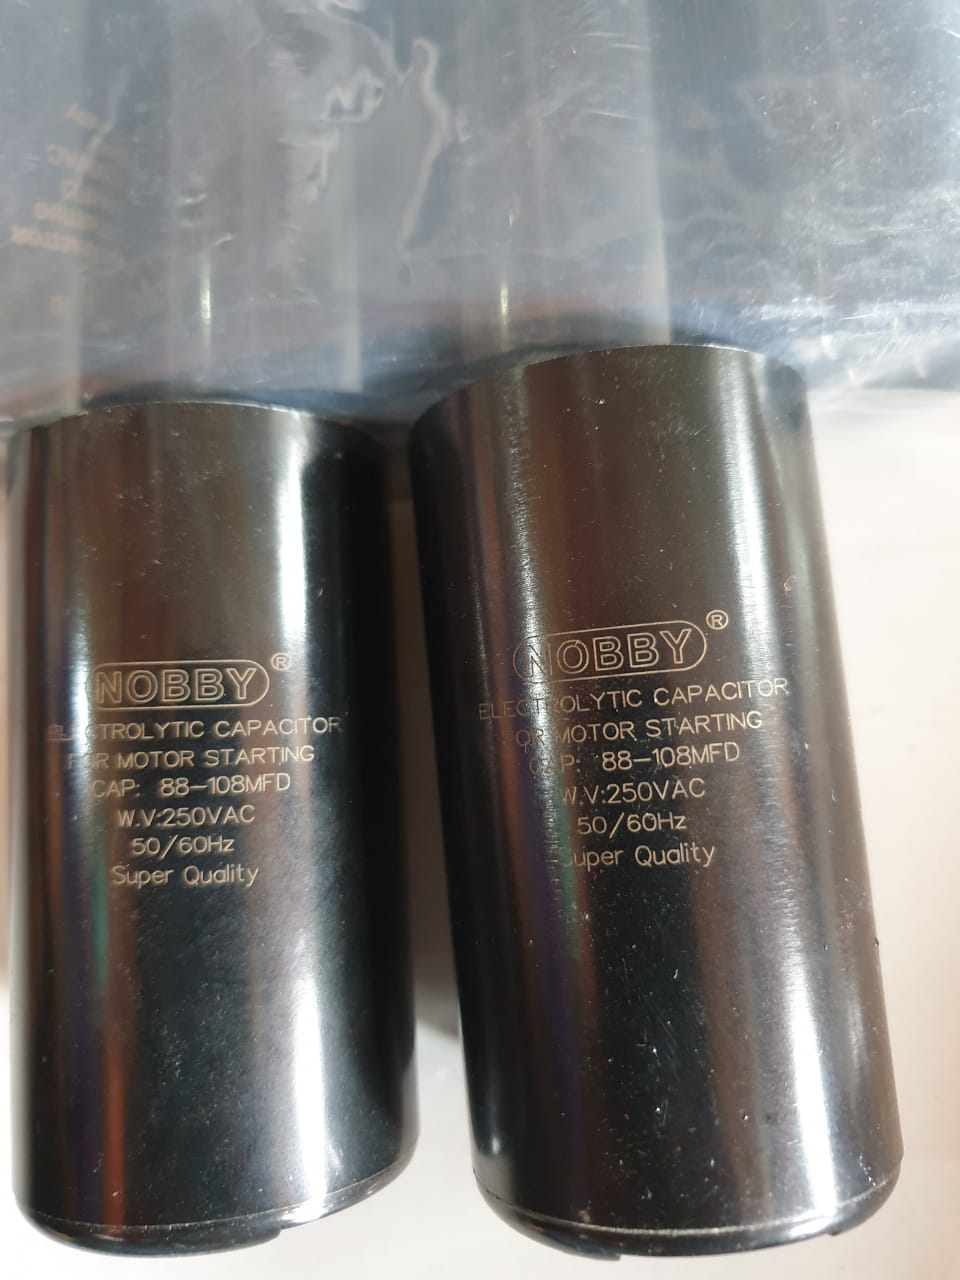 NOBBY®
ELECTROLYTIC CAPACITOR
FOR MOTOR STARTING
CAP: 88-108MFD
W.V:250VAC
50/60Hz
Super Quality
NOBBY®
ELECTROLYTIC CAPACITOR
OR MOTOR STARTING
CAP: 88-108MFD
W.V:250VAC
50/60Hz
Super Quality